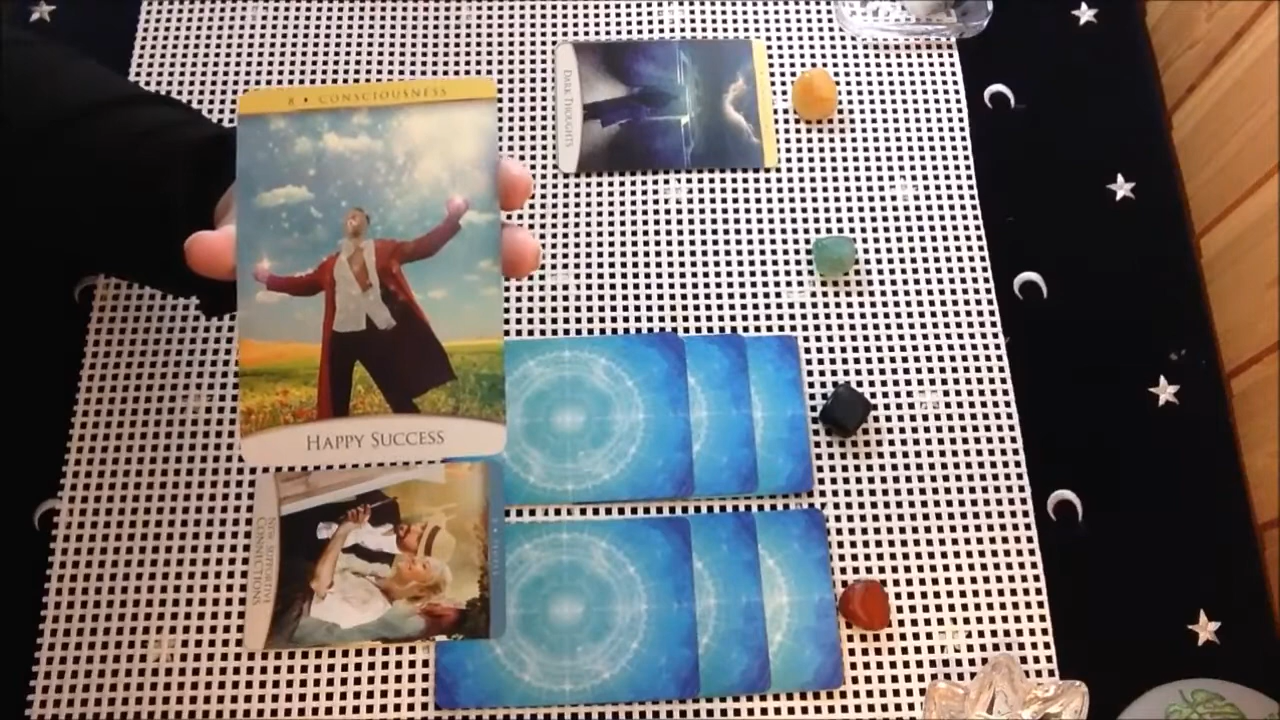 8 • CONSCIOUSNESS
HAPPY SUCCESS
DARK THOUGHTS
NEW SUPPORTIVE
CONNECTIONS